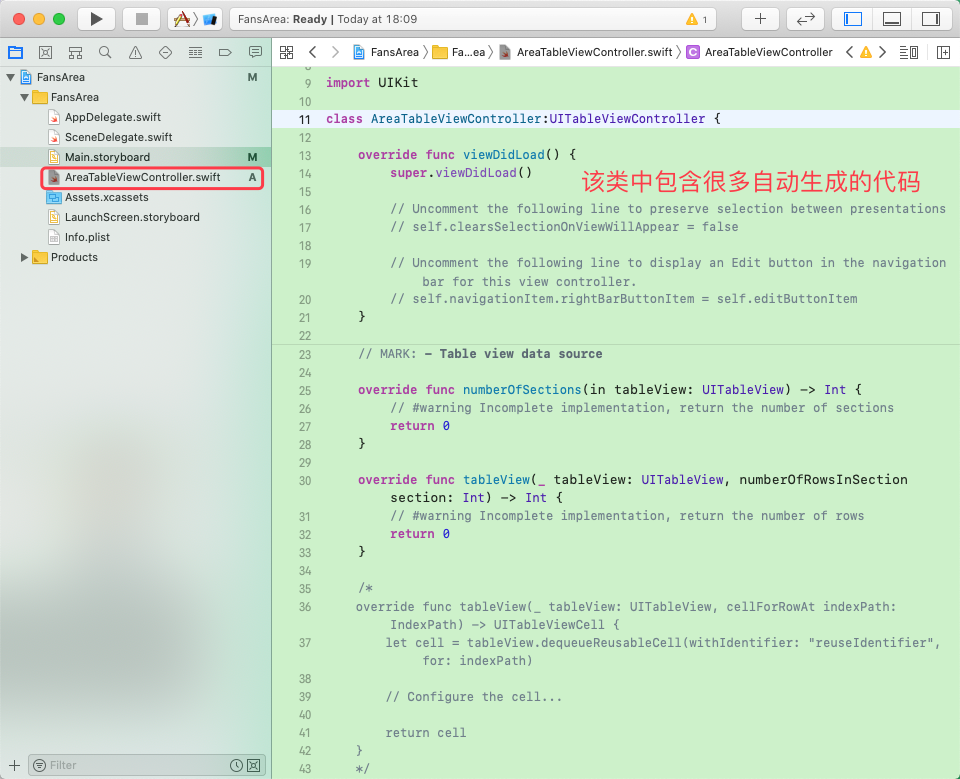 FansArea: Ready | Today at 18:09
1
FansArea
Fa...ea
AreaTableViewController.swift
AreaTableViewController
FansArea M
FansArea
AppDelegate.swift
SceneDelegate.swift
Main.storyboard M
AreaTableViewController.swift A
Assets.xcassets
LaunchScreen.storyboard
Info.plist
Products
Filter
9 import UIKit
10
11 class AreaTableViewController:UITableViewController {
12
13 override func viewDidLoad() {
14 super.viewDidLoad()
该类中包含很多自动生成的代码
15
16 // Uncomment the following line to preserve selection between presentations
17 // self.clearsSelectionOnViewWillAppear = false
18
19 // Uncomment the following line to display an Edit button in the navigation
bar for this view controller.
20 // self.navigationItem.rightBarButtonItem = self.editButtonItem
21 }
22
23 // MARK: - Table view data source
24
25 override func numberOfSections(in tableView: UITableView) -> Int {
26 // #warning Incomplete implementation, return the number of sections
27 return 0
28 }
29
30 override func tableView(_ tableView: UITableView, numberOfRowsInSection
section: Int) -> Int {
31 // #warning Incomplete implementation, return the number of rows
32 return 0
33 }
34
35 /*
36 override func tableView(_ tableView: UITableView, cellForRowAt indexPath:
IndexPath) -> UITableViewCell {
37 let cell = tableView.dequeueReusableCell(withIdentifier: "reuseIdentifier",
for: indexPath)
38
39 // Configure the cell...
40
41 return cell
42 }
43 */